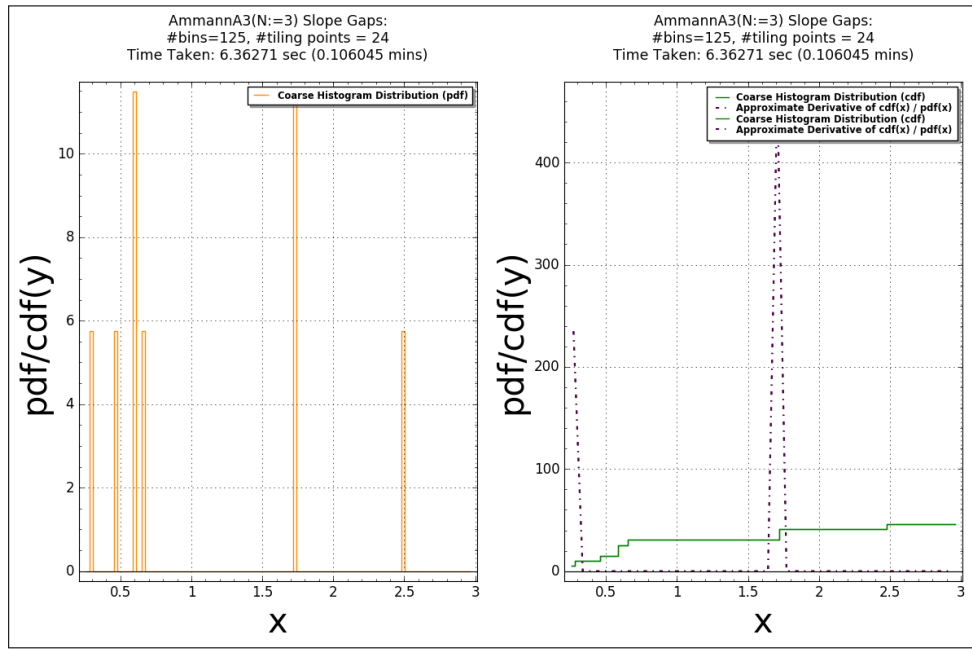 AmmannA3(N:=3) Slope Gaps:
#bins=125, #tiling points = 24
Time Taken: 6.36271 sec (0.106045 mins)
Coarse Histogram Distribution (pdf)
pdf/cdf(y)
10
8
6
4
2
0
0.5
1
1.5
2
2.5
3
x
AmmannA3(N:=3) Slope Gaps:
#bins=125, #tiling points = 24
Time Taken: 6.36271 sec (0.106045 mins)
Coarse Histogram Distribution (cdf)
Approximate Derivative of cdf(x) / pdf(x)
Coarse Histogram Distribution (cdf)
Approximate Derivative of cdf(x) / pdf(x)
pdf/cdf(y)
400
300
200
100
0
0.5
1
1.5
2
2.5
3
x